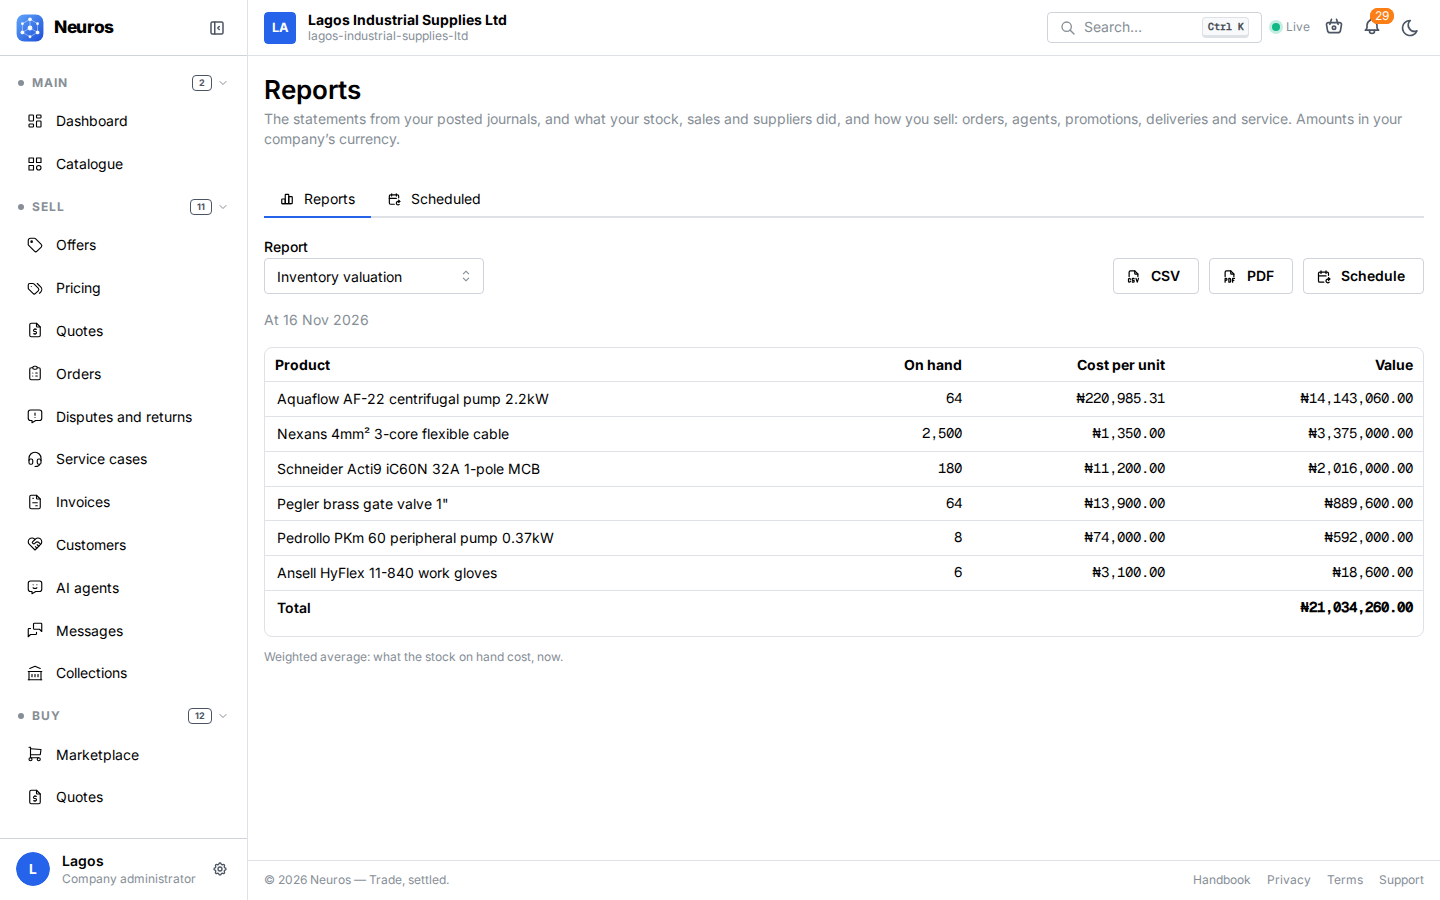 Neuros
LA
Lagos Industrial Supplies Ltd
lagos-industrial-supplies-ltd
Search...
Ctrl K
Live
29
MAIN
2
Dashboard
Catalogue
SELL
11
Offers
Pricing
Quotes
Orders
Disputes and returns
Service cases
Invoices
Customers
AI agents
Messages
Collections
BUY
12
Marketplace
Quotes
L
Lagos
Company administrator
Reports
The statements from your posted journals, and what your stock, sales and suppliers did, and how you sell: orders, agents, promotions, deliveries and service. Amounts in your
company's currency.
Reports
Scheduled
Report
Inventory valuation
CSV
PDF
Schedule
At 16 Nov 2026
Product On hand Cost per unit Value
Aquaflow AF-22 centrifugal pump 2.2kW 64 ₦220,985.31 ₦14,143,060.00
Nexans 4mm² 3-core flexible cable 2,500 ₦1,350.00 ₦3,375,000.00
Schneider Acti9 iC60N 32A 1-pole MCB 180 ₦11,200.00 ₦2,016,000.00
Pegler brass gate valve 1" 64 ₦13,900.00 ₦889,600.00
Pedrollo PKm 60 peripheral pump 0.37kW 8 ₦74,000.00 ₦592,000.00
Ansell HyFlex 11-840 work gloves 6 ₦3,100.00 ₦18,600.00
Total ₦21,034,260.00
Weighted average: what the stock on hand cost, now.
© 2026 Neuros — Trade, settled.
Handbook
Privacy
Terms
Support